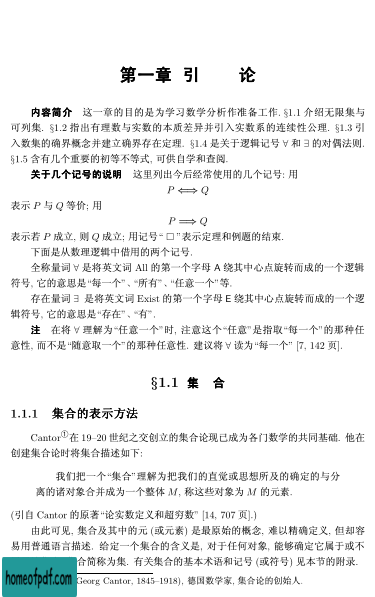 第一章 引 论
内容简介 这一章的目的是为学习数学分析作准备工作. §1.1 介绍无限集与
可列集. §1.2 指出有理数与实数的本质差异并引入实数系的连续性公理. §1.3 引
入数集的确界概念并建立确界存在定理. §1.4 是关于逻辑记号 ∀ 和 ∃ 的对偶法则.
§1.5 含有几个重要的初等不等式, 可供自学和查阅.
关于几个记号的说明 这里列出今后经常使用的几个记号: 用
P ⟺ Q
表示 P 与 Q 等价; 用
P ⟹ Q
表示若 P 成立, 则 Q 成立; 用记号“ □ ”表示定理和例题的结束.
下面是从数理逻辑中借用的两个记号.
全称量词 ∀ 是将英文词 All 的第一个字母 A 绕其中心点旋转而成的一个逻辑
符号, 它的意思是“每一个”、“所有”、“任意一个”等.
存在量词 ∃ 是将英文词 Exist 的第一个字母 E 绕其中心点旋转而成的一个逻
辑符号, 它的意思是“存在”、“有”.
注 在将 ∀ 理解为“任意一个”时, 注意这个“任意”是指取“每一个”的那种任
意性, 而不是“随意取一个”的那种任意性. 建议将 ∀ 读为“每一个” [7, 142 页].
§1.1 集 合
1.1.1 集合的表示方法
Cantor① 在 19–20 世纪之交创立的集合论现已成为各门数学的共同基础. 他在
创建集合论时将集合描述如下:
我们把一个“集合”理解为把我们的直觉或思想所及的确定的与分
离的诸对象合并成为一个整体 M, 称这些对象为 M 的元素.
(引自 Cantor 的原著“论实数定义和超穷数” [14, 707 页].)
由此可见, 集合及其中的元 (或元素) 是最原始的概念, 难以精确定义, 但却容
易用普通语言描述. 给定一个集合的含义是, 对于任何对象, 能够确定它属于或不
合简称为集. 有关集合的基本术语和记号 (或符号) 见本节的附录.
Georg Cantor, 1845–1918), 德国数学家, 集合论的创始人.
homeofpdf.com